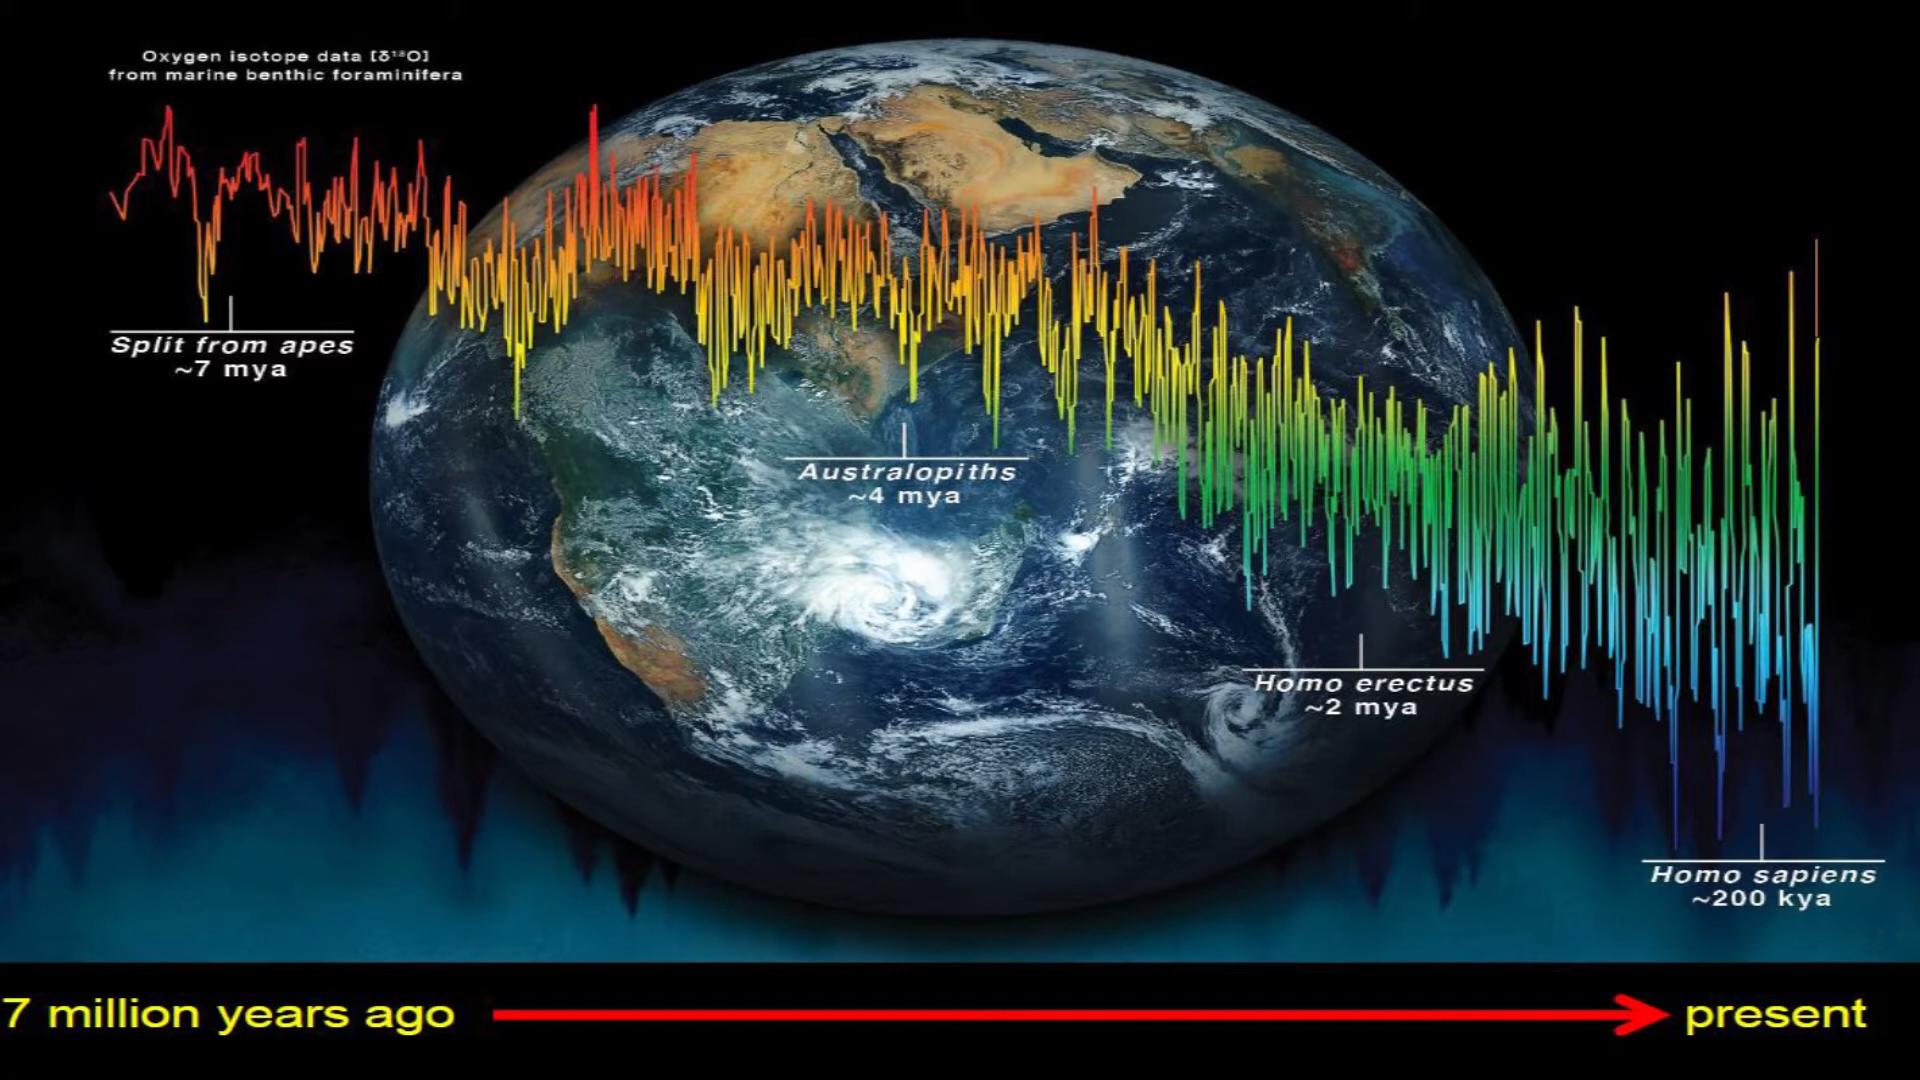 Oxygen isotope data [δ¹⁸O]
from marine benthic foraminifera
Split from apes
~7 mya
Australopiths
~4 mya
Homo erectus
~2 mya
Homo sapiens
~200 kya
7 million years ago
present